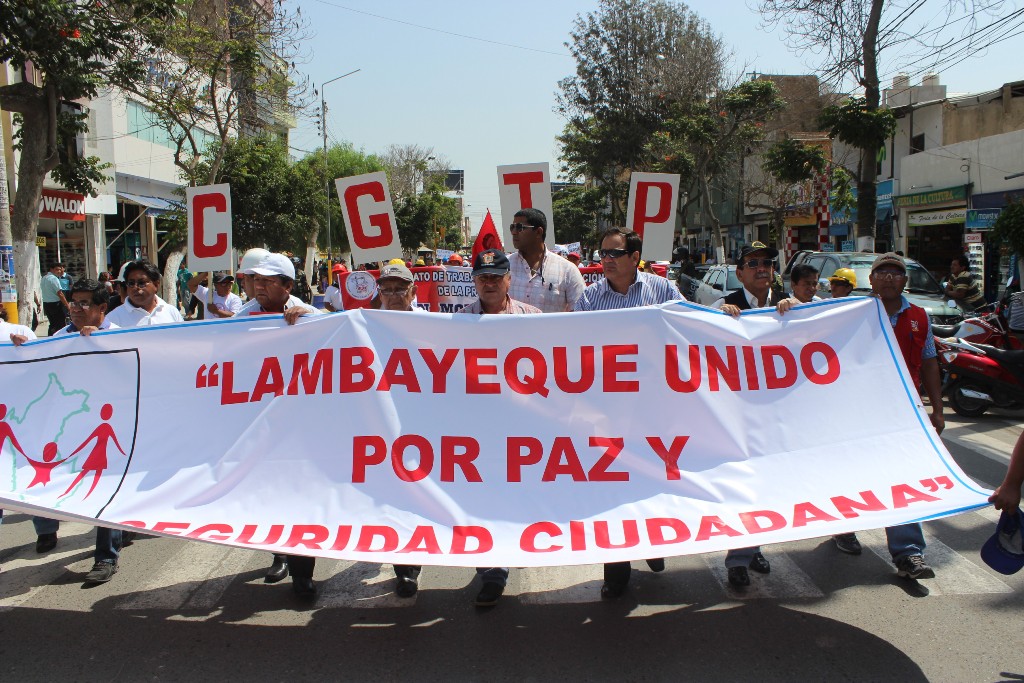 C G T P
"LAMBAYEQUE UNIDO
POR PAZ Y
SEGURIDAD CIUDADANA"